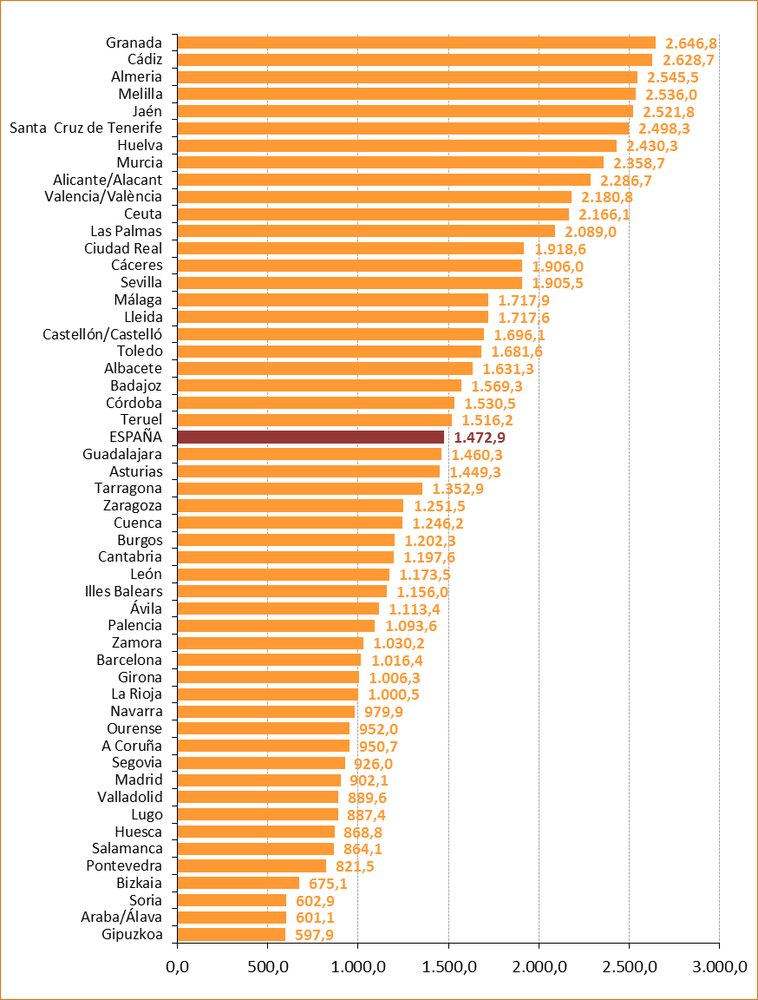 Granada 2.646,8
Cádiz 2.628,7
Almeria 2.545,5
Melilla 2.536,0
Jaén 2.521,8
Santa Cruz de Tenerife 2.498,3
Huelva 2.430,3
Murcia 2.358,7
Alicante/Alacant 2.286,7
Valencia/València 2.180,8
Ceuta 2.166,1
Las Palmas 2.089,0
Ciudad Real 1.918,6
Cáceres 1.906,0
Sevilla 1.905,5
Málaga 1.717,9
Lleida 1.717,6
Castellón/Castelló 1.696,1
Toledo 1.681,6
Albacete 1.631,3
Badajoz 1.569,3
Córdoba 1.530,5
Teruel 1.516,2
ESPAÑA 1.472,9
Guadalajara 1.460,3
Asturias 1.449,3
Tarragona 1.352,9
Zaragoza 1.251,5
Cuenca 1.246,2
Burgos 1.202,3
Cantabria 1.197,6
León 1.173,5
Illes Balears 1.156,0
Ávila 1.113,4
Palencia 1.093,6
Zamora 1.030,2
Barcelona 1.016,4
Girona 1.006,3
La Rioja 1.000,5
Navarra 979,9
Ourense 952,0
A Coruña 950,7
Segovia 926,0
Madrid 902,1
Valladolid 889,6
Lugo 887,4
Huesca 868,8
Salamanca 864,1
Pontevedra 821,5
Bizkaia 675,1
Soria 602,9
Araba/Álava 601,1
Gipuzkoa 597,9
0,0 500,0 1.000,0 1.500,0 2.000,0 2.500,0 3.000,0